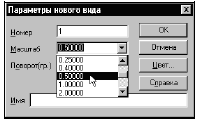 Параметры нового вида
Номер 1 OK
Масштаб 0.50000 Отмена
Поворот(гр.) 0.25000 Цвет...
0.40000
0.50000 Справка
1.00000
2.00000
Имя